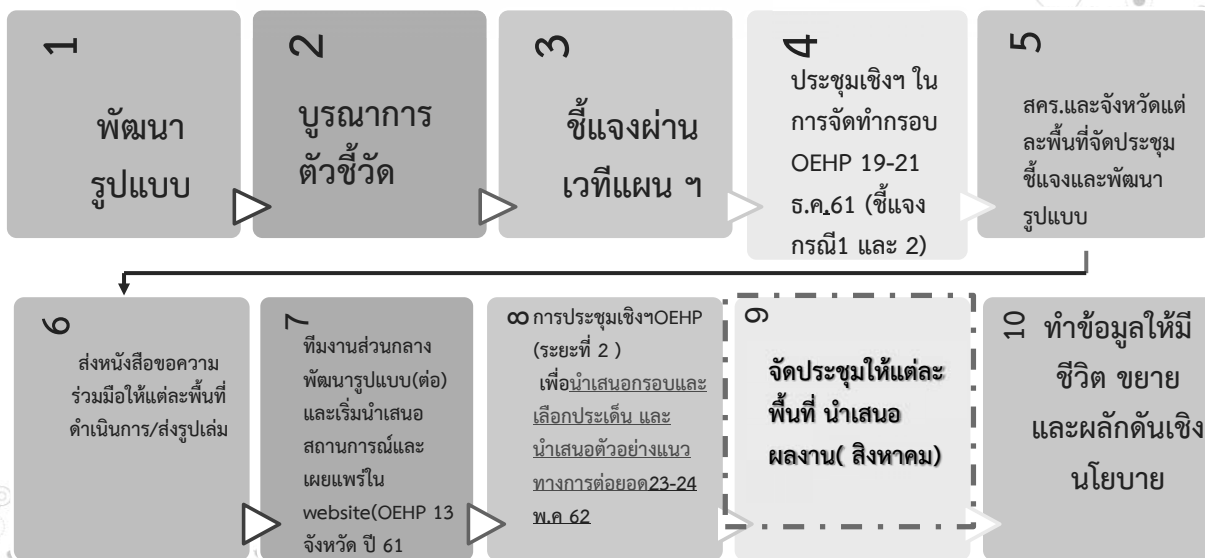 1
พัฒนา
รูปแบบ
2
บูรณาการ
ตัวชี้วัด
3
ชี้แจงผ่าน
เวทีแผน ฯ
4
ประชุมเชิงฯ ใน
การจัดทำกรอบ
OEHP 19-21
ธ.ค.61 (ชี้แจง
กรณี1 และ 2)
5
สคร.และจังหวัดแต่
ละพื้นที่จัดประชุม
ชี้แจงและพัฒนา
รูปแบบ
6
ส่งหนังสือขอความ
ร่วมมือให้แต่ละพื้นที่
ดำเนินการ/ส่งรูปเล่ม
7
ทีมงานส่วนกลาง
พัฒนารูปแบบ(ต่อ)
และเริ่มนำเสนอ
สถานการณ์และ
เผยแพร่ใน
website(OEHP 13
จังหวัด ปี 61
8
การประชุมเชิงฯOEHP
(ระยะที่ 2 )
เพื่อนำเสนอกรอบและ
เลือกประเด็น และ
นำเสนอตัวอย่างแนว
ทางการต่อยอด23-24
พ.ค 62
9
จัดประชุมให้แต่ละ
พื้นที่ นำเสนอ
ผลงาน( สิงหาคม)
10
ทำข้อมูลให้มี
ชีวิต ขยาย
และผลักดันเชิง
นโยบาย